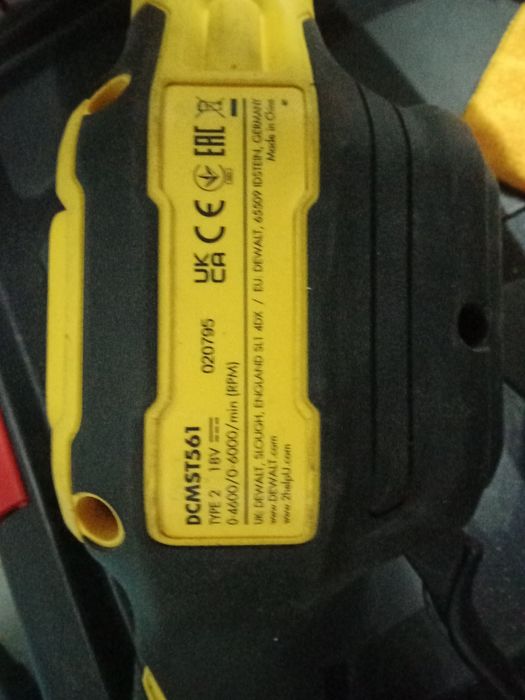 DCMST561
TYPE 2 18V 020795
0-4600/0-6000/min (RPM)
UK DEWALT, SLOUGH, ENGLAND SL1 4DX / EU DEWALT, 65509 IDSTEIN, GERMANY
www.DEWALT.com Made in China
www.2helpU.com
UK
CA
CE
EAC